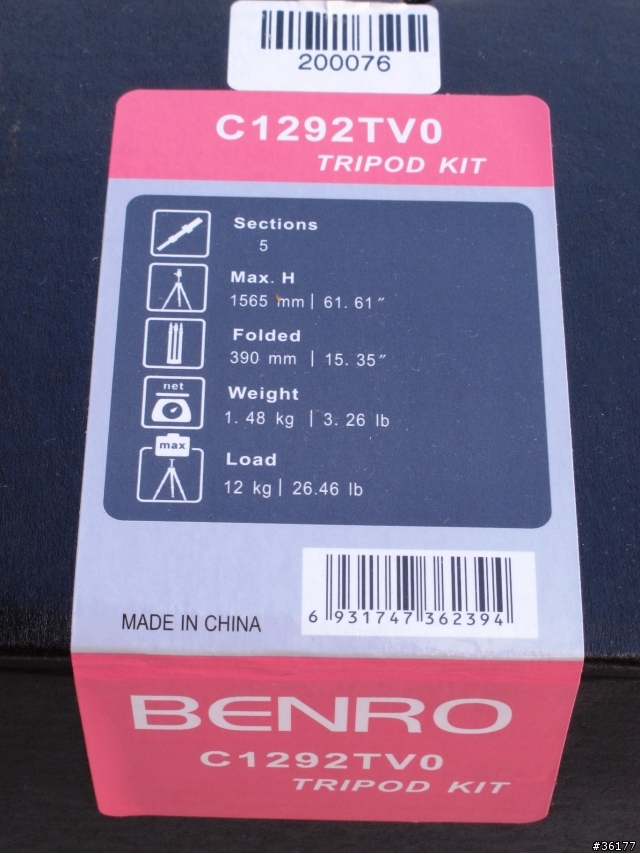 200076
C1292TV0
TRIPOD KIT
Sections
5
Max. H
1565 mm | 61. 61″
Folded
390 mm | 15. 35″
net
Weight
1. 48 kg | 3. 26 lb
max
Load
12 kg | 26.46 lb
6 931747 362394
MADE IN CHINA
BENRO
C1292TV0
TRIPOD KIT
#36177